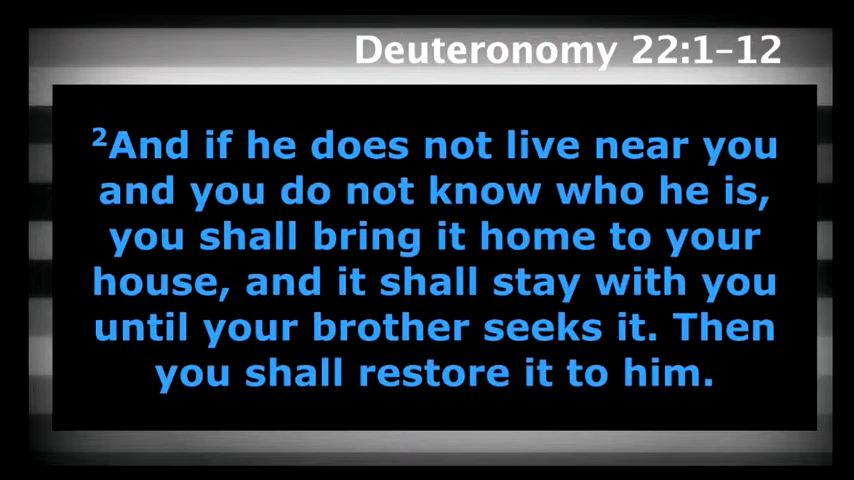 Deuteronomy 22:1–12
²And if he does not live near you
and you do not know who he is,
you shall bring it home to your
house, and it shall stay with you
until your brother seeks it. Then
you shall restore it to him.